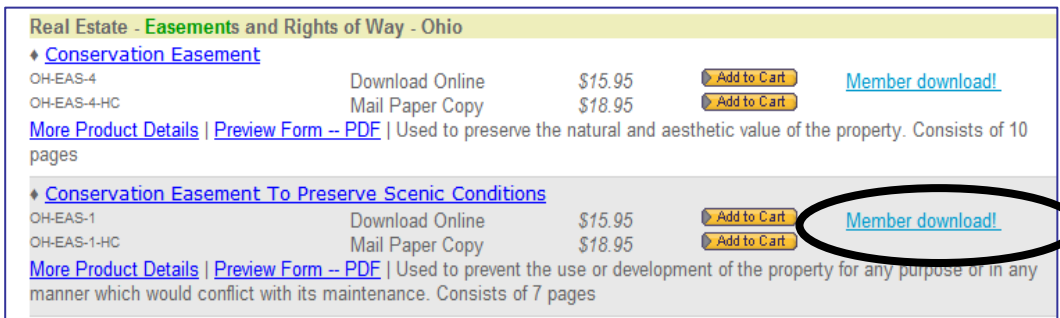 Real Estate - Easements and Rights of Way - Ohio
♦ Conservation Easement
OH-EAS-4 Download Online $15.95 Add to Cart Member download!
OH-EAS-4-HC Mail Paper Copy $18.95 Add to Cart
More Product Details | Preview Form -- PDF | Used to preserve the natural and aesthetic value of the property. Consists of 10
pages
♦ Conservation Easement To Preserve Scenic Conditions
OH-EAS-1 Download Online $15.95 Add to Cart Member download!
OH-EAS-1-HC Mail Paper Copy $18.95 Add to Cart
More Product Details | Preview Form -- PDF | Used to prevent the use or development of the property for any purpose or in any
manner which would conflict with its maintenance. Consists of 7 pages